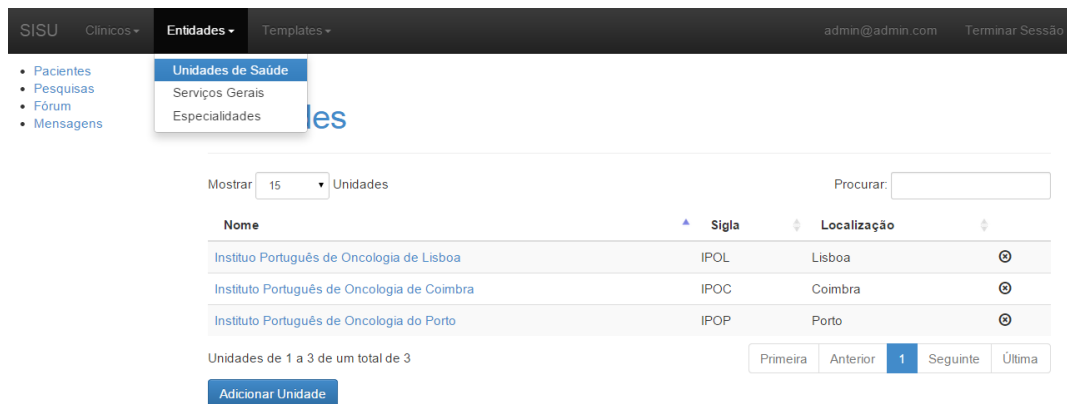 SISU Clínicos Entidades Templates admin@admin.com Terminar Sessão
Pacientes
Pesquisas
Fórum
Mensagens
Unidades de Saúde
Serviços Gerais
Especialidades
des
Mostrar 15 Unidades Procurar:
Nome Sigla Localização
Instituo Português de Oncologia de Lisboa IPOL Lisboa
Instituto Português de Oncologia de Coimbra IPOC Coimbra
Instituto Português de Oncologia do Porto IPOP Porto
Unidades de 1 a 3 de um total de 3 Primeira Anterior 1 Seguinte Última
Adicionar Unidade